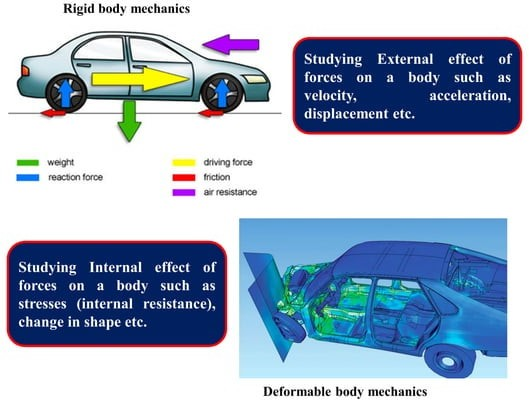 Rigid body mechanics
Studying External effect of
forces on a body such as
velocity, acceleration,
displacement etc.
weight
driving force
reaction force
friction
air resistance
Studying Internal effect of
forces on a body such as
stresses (internal resistance),
change in shape etc.
Deformable body mechanics